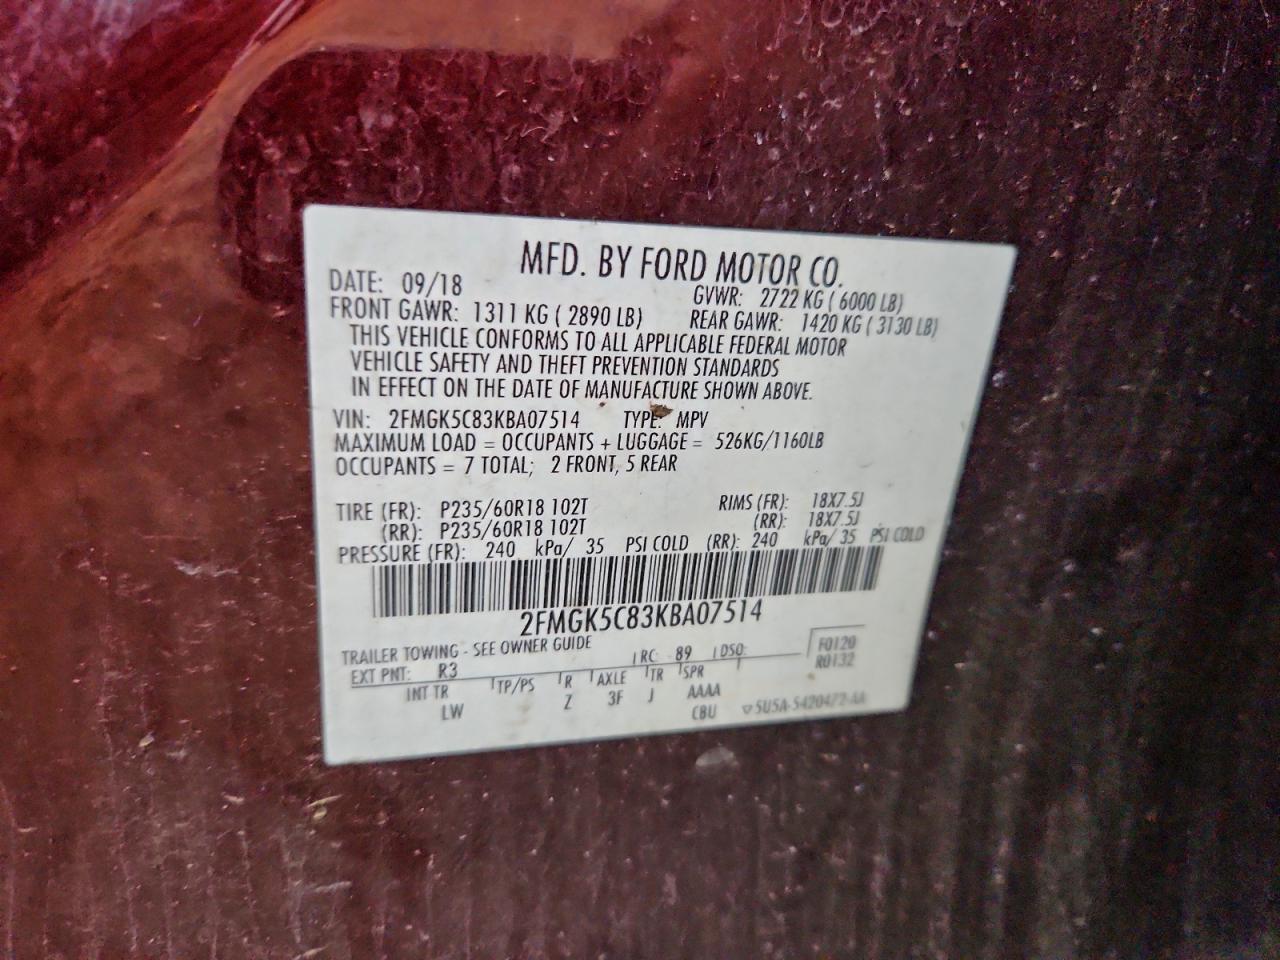 MFD. BY FORD MOTOR CO.
DATE: 09/18 GVWR: 2722 KG ( 6000 LB)
FRONT GAWR: 1311 KG ( 2890 LB) REAR GAWR: 1420 KG ( 3130 LB)
THIS VEHICLE CONFORMS TO ALL APPLICABLE FEDERAL MOTOR
VEHICLE SAFETY AND THEFT PREVENTION STANDARDS
IN EFFECT ON THE DATE OF MANUFACTURE SHOWN ABOVE.
VIN: 2FMGK5C83KBA07514 TYPE: MPV
MAXIMUM LOAD = OCCUPANTS + LUGGAGE = 526KG/1160LB
OCCUPANTS = 7 TOTAL; 2 FRONT, 5 REAR
TIRE (FR): P235/60R18 102T RIMS (FR): 18X7.5J
(RR): P235/60R18 102T (RR): 18X7.5J
PRESSURE (FR): 240 kPa/ 35 PSI COLD (RR): 240 kPa/ 35 PSI COLD
2FMGK5C83KBA07514
TRAILER TOWING - SEE OWNER GUIDE
EXT PNT: R3 RC: 89 DSO: F0120
R0132
INT TR TP/PS R AXLE TR SPR
LW Z 3F J AAAA
CBU ▽5U5A-5420472-AA